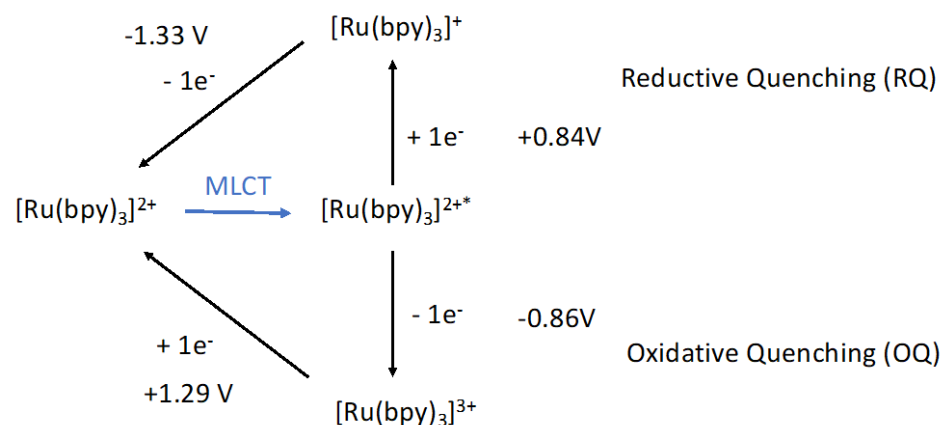 -1.33 V
[Ru(bpy)₃]⁺
- 1e⁻
Reductive Quenching (RQ)
+ 1e⁻
+0.84V
MLCT
[Ru(bpy)₃]²⁺
[Ru(bpy)₃]²⁺*
- 1e⁻
-0.86V
+ 1e⁻
Oxidative Quenching (OQ)
+1.29 V
[Ru(bpy)₃]³⁺